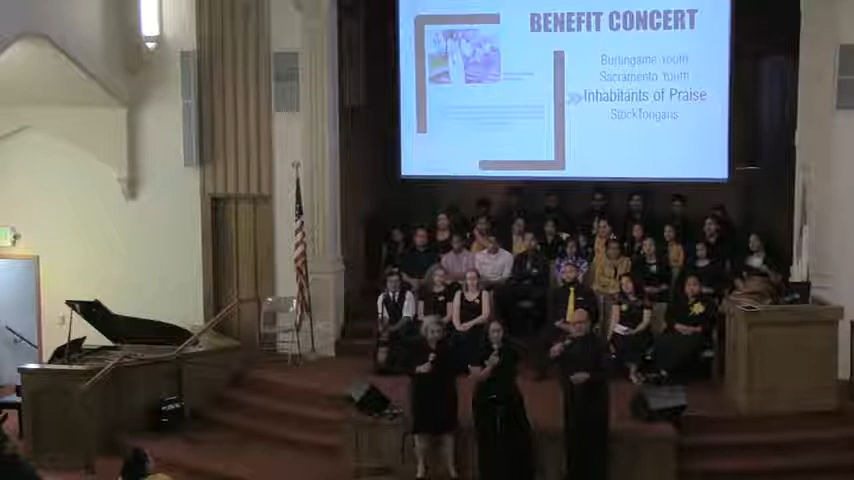 BENEFIT CONCERT
Burlingame Youth
Sacramento Youth
Inhabitants of Praise
StockTongans